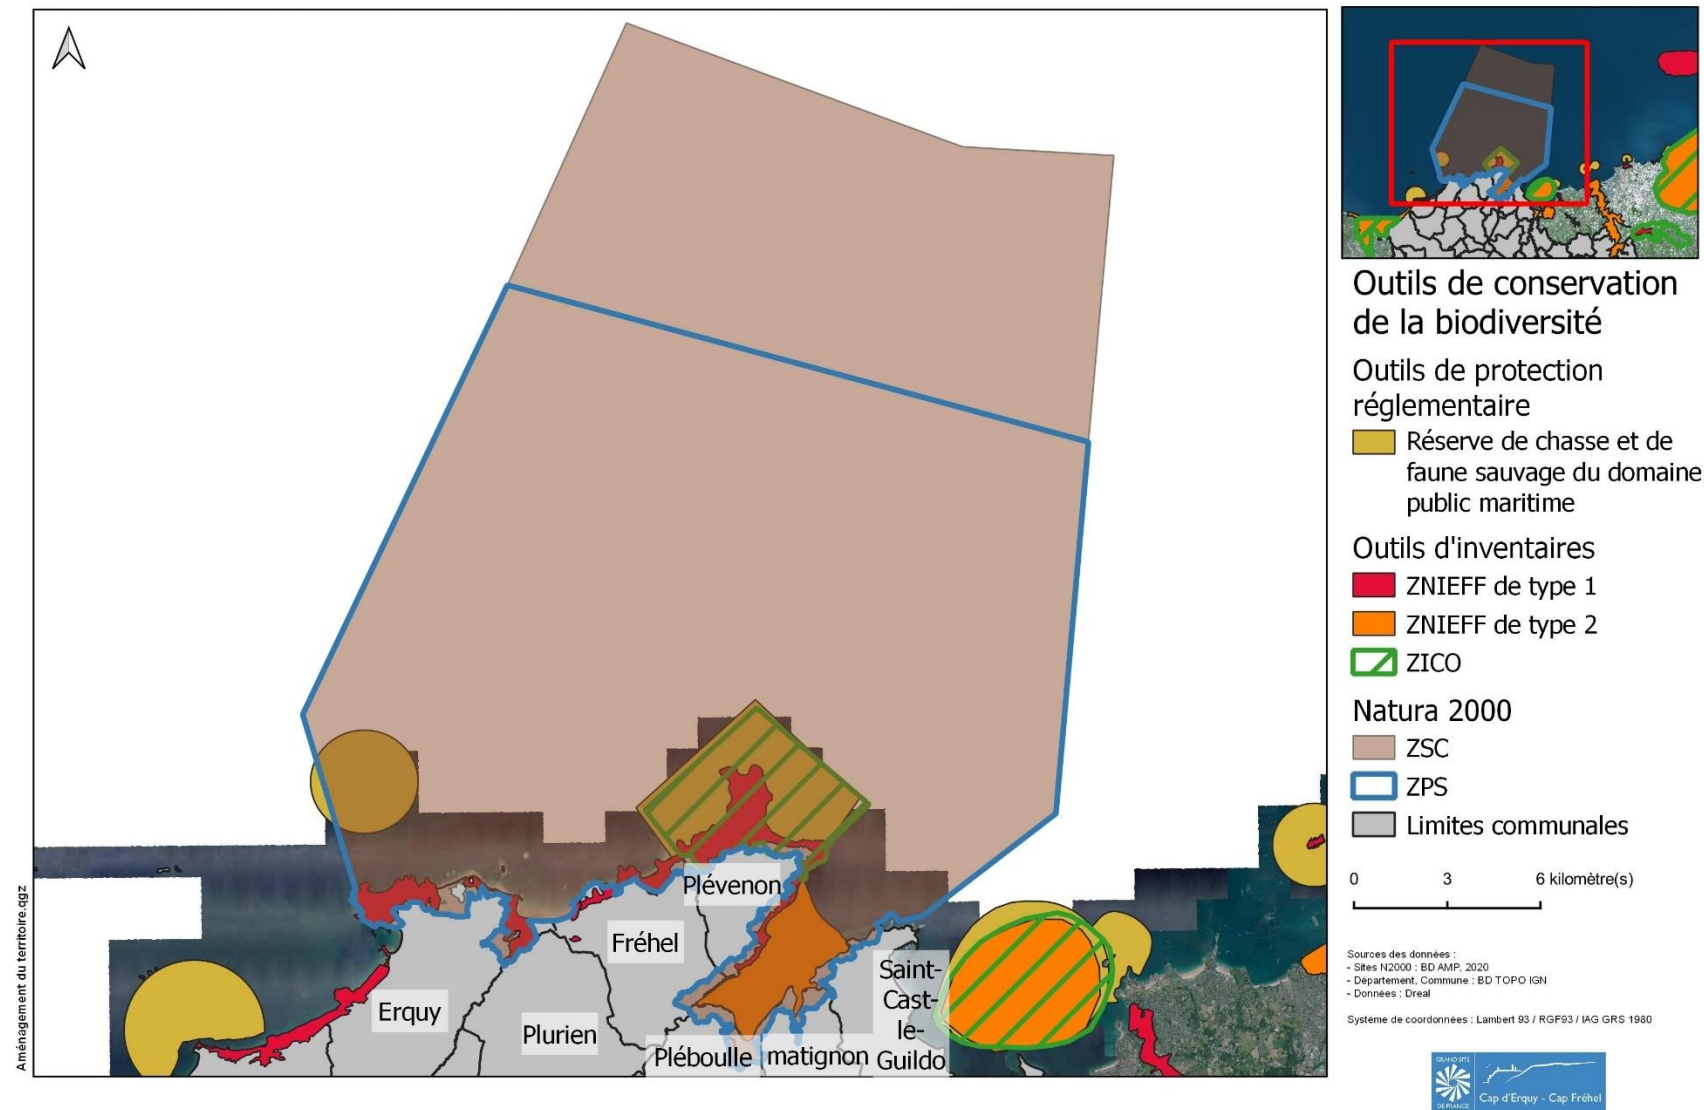 Outils de conservation
de la biodiversité
Outils de protection
réglementaire
Réserve de chasse et de
faune sauvage du domaine
public maritime
Outils d'inventaires
ZNIEFF de type 1
ZNIEFF de type 2
ZICO
Natura 2000
ZSC
ZPS
Limites communales
0 3 6 kilomètre(s)
Sources des données :
- Sites N2000 : BD AMP, 2020
- Département, Commune : BD TOPO IGN
- Données : Dreal
Système de coordonnées : Lambert 93 / RGF93 / IAG GRS 1980
GRAND SITE
DE FRANCE
Cap d'Erquy - Cap Fréhel
Plévenon
Fréhel
Erquy
Plurien
Pléboulle
matignon
Saint-
Cast-
le-
Guildo
Aménagement du territoire.qgz